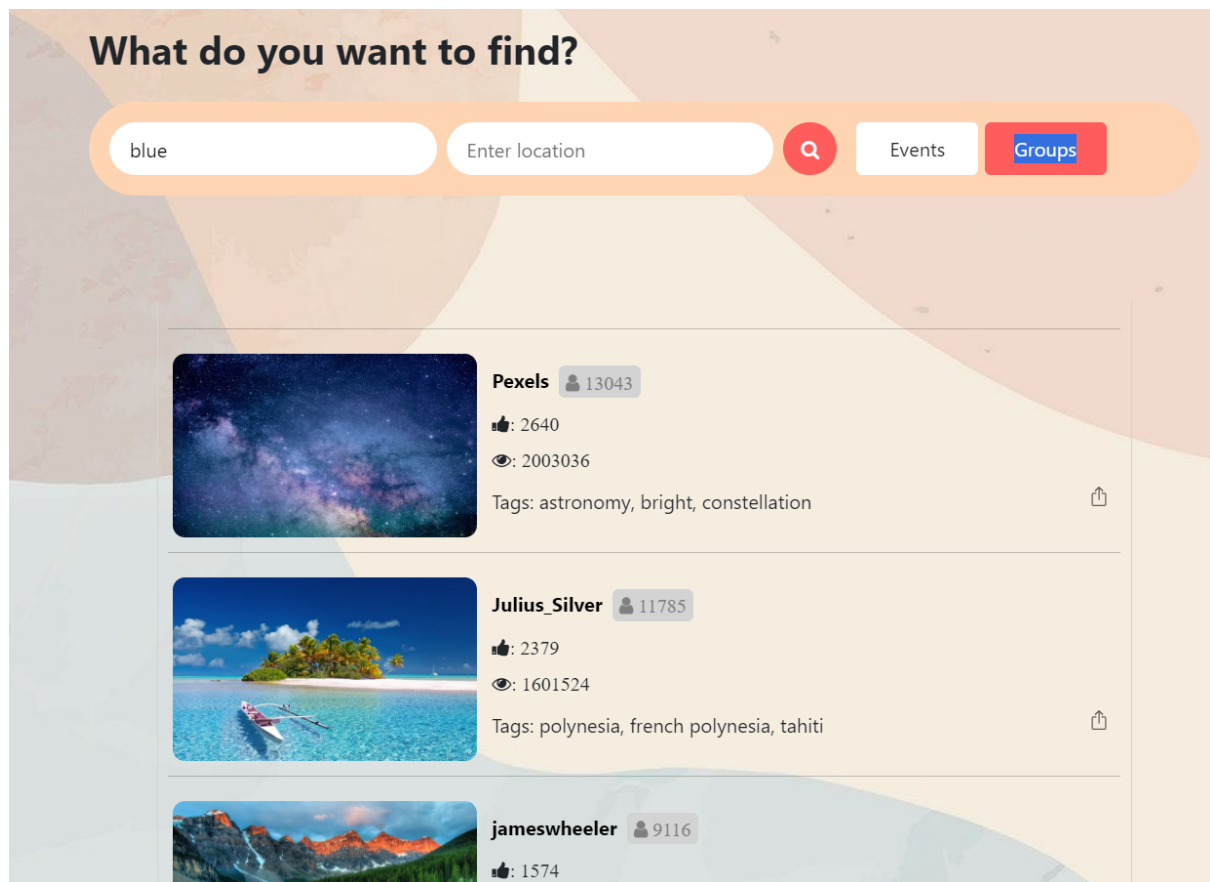 What do you want to find?
blue Enter location Events Groups
Pexels 13043
: 2640
: 2003036
Tags: astronomy, bright, constellation
Julius_Silver 11785
: 2379
: 1601524
Tags: polynesia, french polynesia, tahiti
jameswheeler 9116
: 1574